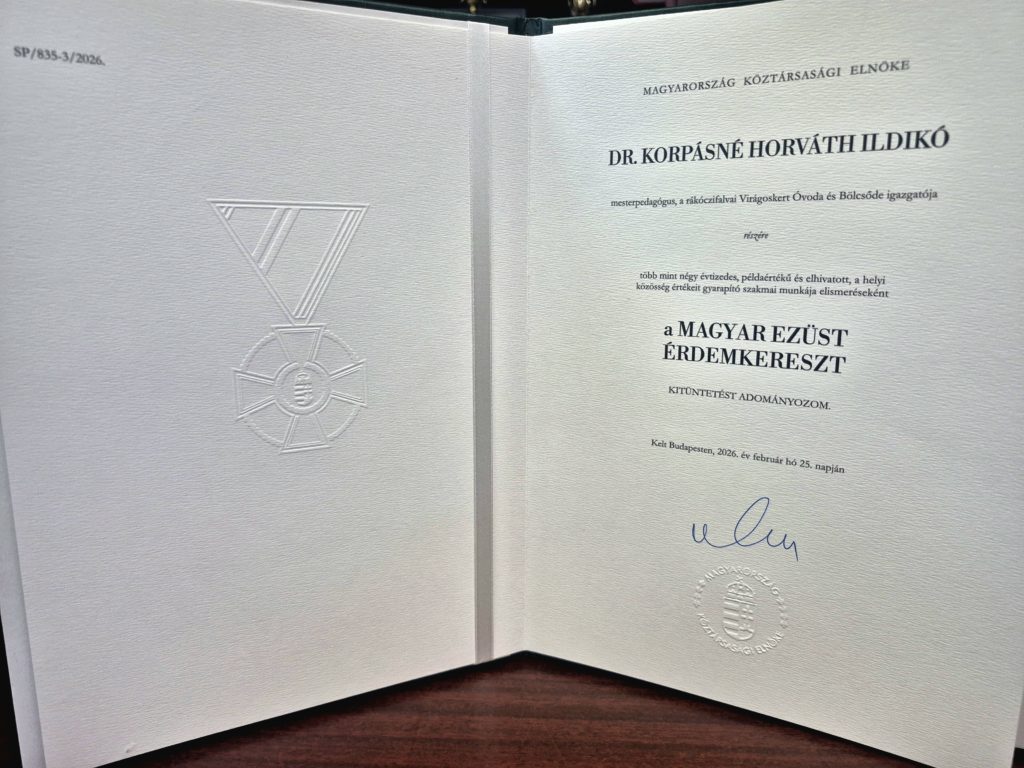 SP/835-3/2026.
MAGYARORSZÁG KÖZTÁRSASÁGI ELNÖKE
DR. KORPÁSNÉ HORVÁTH ILDIKÓ
mesterpedagógus, a rákóczifalvai Virágoskert Óvoda és Bölcsőde igazgatója
részére
több mint négy évtizedes, példaértékű és elhivatott, a helyi
közösség értékeit gyarapító szakmai munkája elismeréseként
a MAGYAR EZÜST
ÉRDEMKERESZT
KITÜNTETÉST ADOMÁNYOZOM.
Kelt Budapesten, 2026. év február hó 25. napján
MAGYARORSZÁG
KÖZTÁRSASÁGI ELNÖKE